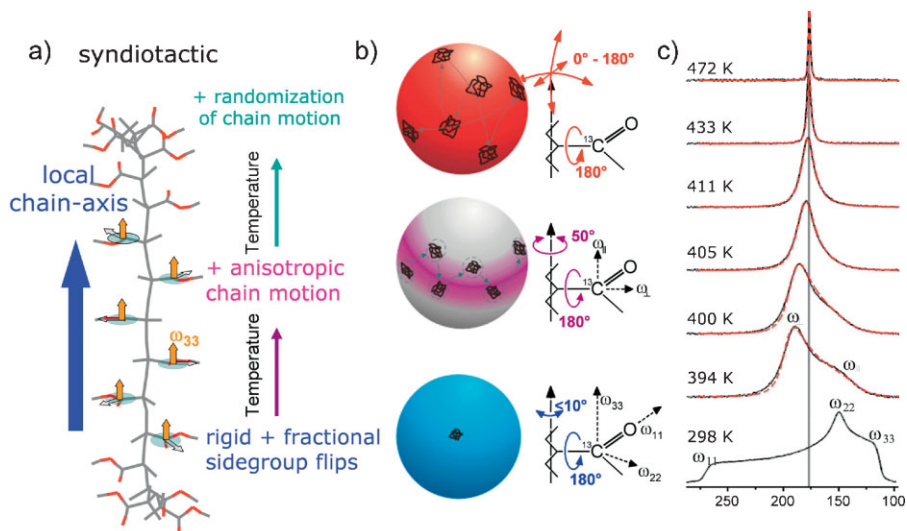 a)
syndiotactic
local
chain-axis
ω33
+ randomization
of chain motion
Temperature
+ anisotropic
chain motion
Temperature
rigid + fractional
sidegroup flips
b)
0° - 180°
13C
O
180°
50°
ω||
13C
O
ω⊥
180°
≤10°
ω33
13C
O
ω11
180°
ω22
c)
472 K
433 K
411 K
405 K
400 K
394 K
ω⊥
298 K
ω11
ω22
ω33
250 200 150 100